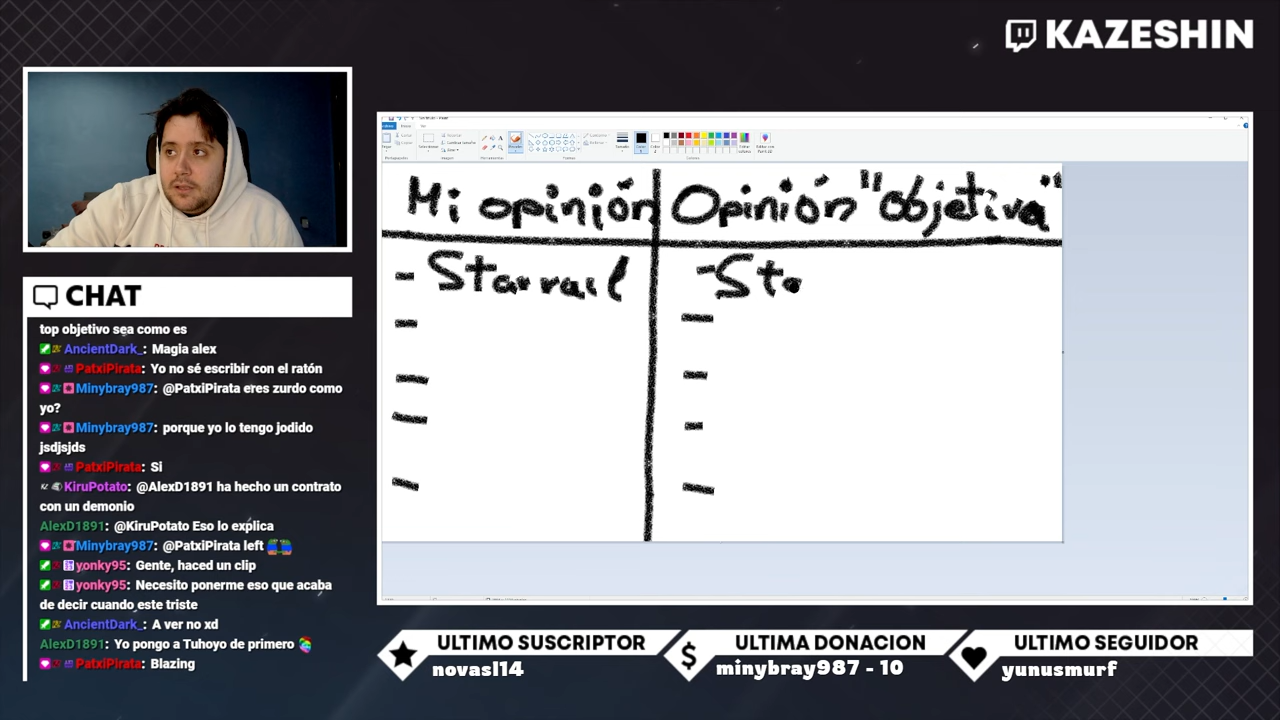 KAZESHIN
Mi opinión
Opinión "objetiva"
- Starrail
- Sta
CHAT
top objetivo sea como es
AncientDark_: Magia alex
PatxiPirata: Yo no sé escribir con el ratón
Minybray987: @PatxiPirata eres zurdo como
yo?
Minybray987: porque yo lo tengo jodido
jsdjsjds
PatxiPirata: Si
KiruPotato: @AlexD1891 ha hecho un contrato
con un demonio
AlexD1891: @KiruPotato Eso lo explica
Minybray987: @PatxiPirata left
yonky95: Gente, haced un clip
yonky95: Necesito ponerme eso que acaba
de decir cuando este triste
AncientDark_: A ver no xd
AlexD1891: Yo pongo a Tuhoyo de primero
PatxiPirata: Blazing
ULTIMO SUSCRIPTOR
novasl14
ULTIMA DONACION
minybray987 - 10
ULTIMO SEGUIDOR
yunusmurf